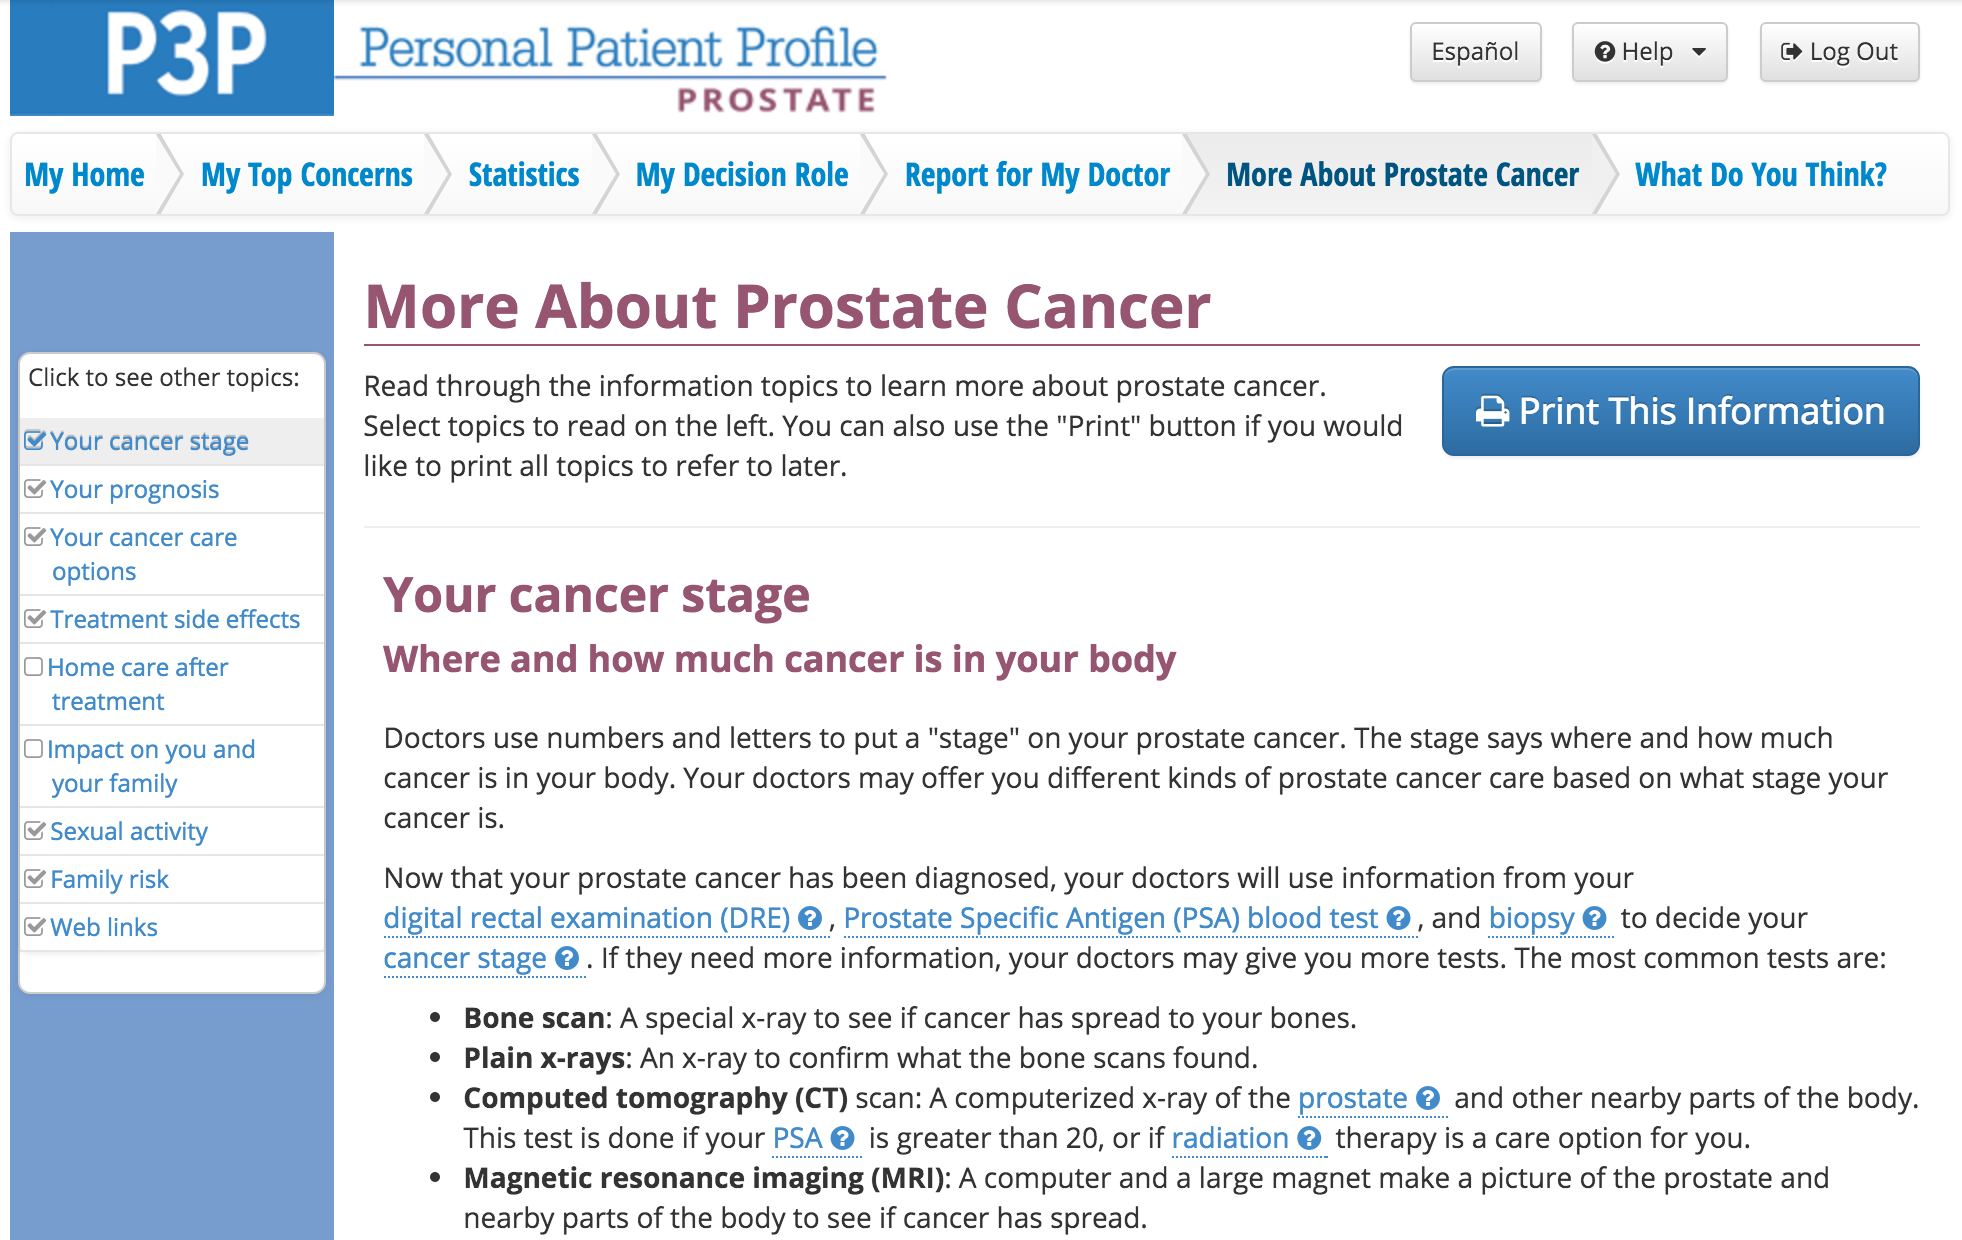 P3P
Personal Patient Profile
PROSTATE
Español
Help
Log Out
My Home
My Top Concerns
Statistics
My Decision Role
Report for My Doctor
More About Prostate Cancer
What Do You Think?
Click to see other topics:
Your cancer stage
Your prognosis
Your cancer care
options
Treatment side effects
Home care after
treatment
Impact on you and
your family
Sexual activity
Family risk
Web links
More About Prostate Cancer
Read through the information topics to learn more about prostate cancer.
Select topics to read on the left. You can also use the "Print" button if you would
like to print all topics to refer to later.
Print This Information
Your cancer stage
Where and how much cancer is in your body
Doctors use numbers and letters to put a "stage" on your prostate cancer. The stage says where and how much
cancer is in your body. Your doctors may offer you different kinds of prostate cancer care based on what stage your
cancer is.
Now that your prostate cancer has been diagnosed, your doctors will use information from your
digital rectal examination (DRE) ? , Prostate Specific Antigen (PSA) blood test ? , and biopsy ? to decide your
cancer stage ? . If they need more information, your doctors may give you more tests. The most common tests are:
• Bone scan: A special x-ray to see if cancer has spread to your bones.
• Plain x-rays: An x-ray to confirm what the bone scans found.
• Computed tomography (CT) scan: A computerized x-ray of the prostate ? and other nearby parts of the body.
This test is done if your PSA ? is greater than 20, or if radiation ? therapy is a care option for you.
• Magnetic resonance imaging (MRI): A computer and a large magnet make a picture of the prostate and
nearby parts of the body to see if cancer has spread.